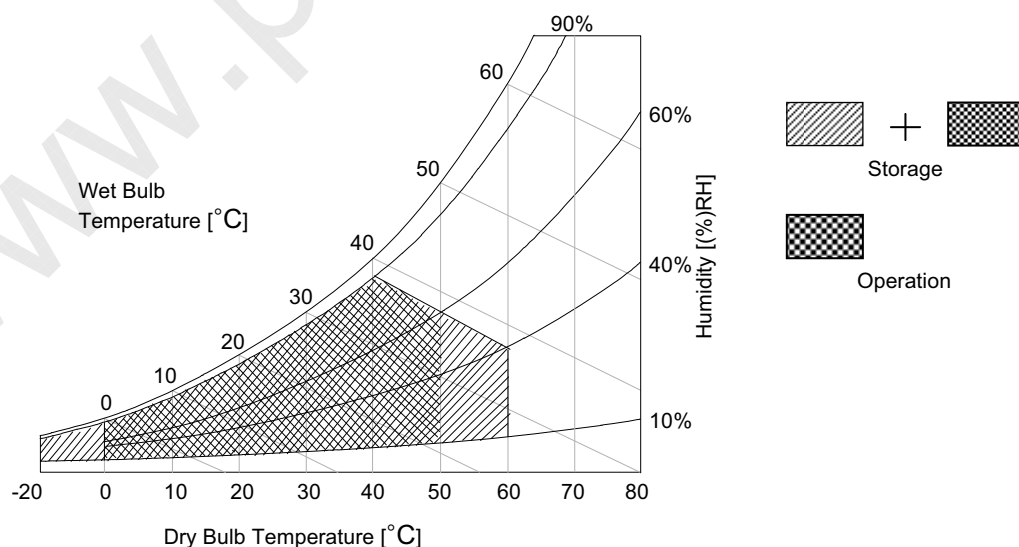 90%
60
60%
50
Wet Bulb
Temperature [°C]
40
40%
30
20
10
0
10%
Humidity [(%)RH]
-20 0 10 20 30 40 50 60 70 80
Dry Bulb Temperature [°C]
+
Storage
Operation